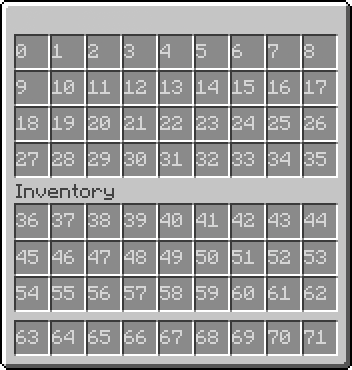 0 1 2 3 4 5 6 7 8
9 10 11 12 13 14 15 16 17
18 19 20 21 22 23 24 25 26
27 28 29 30 31 32 33 34 35
Inventory
36 37 38 39 40 41 42 43 44
45 46 47 48 49 50 51 52 53
54 55 56 57 58 59 60 61 62
63 64 65 66 67 68 69 70 71